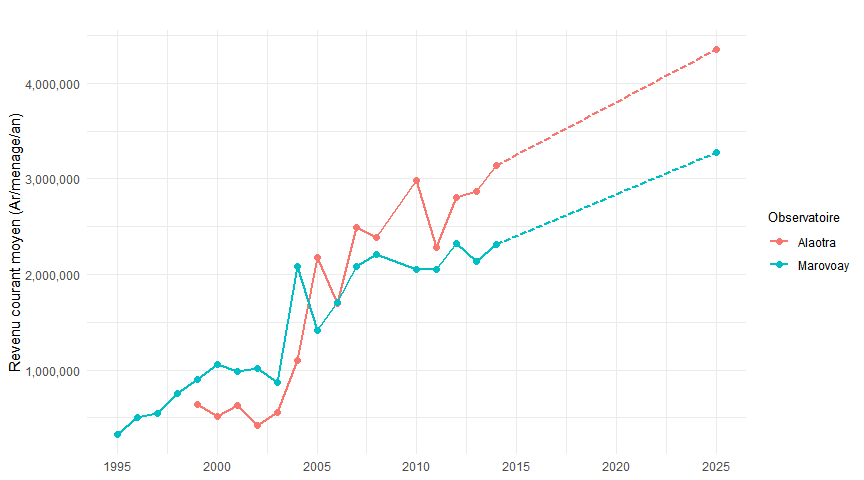 Revenu courant moyen (Ar/menage/an)
4,000,000
3,000,000
2,000,000
1,000,000
1995
2000
2005
2010
2015
2020
2025
Observatoire
Alaotra
Marovoay